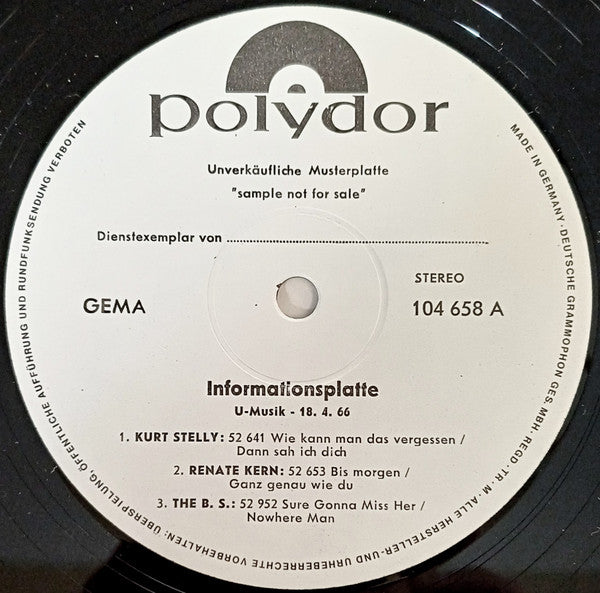 polydor
Unverkäufliche Musterplatte
"sample not for sale"
Dienstexemplar von
STEREO
GEMA
104 658 A
Informationsplatte
U-Musik - 18. 4. 66
1. KURT STELLY: 52 641 Wie kann man das vergessen /
Dann sah ich dich
2. RENATE KERN: 52 653 Bis morgen /
Ganz genau wie du
3. THE B. S.: 52 952 Sure Gonna Miss Her /
Nowhere Man
MADE IN GERMANY · DEUTSCHE GRAMMOPHON GES. MBH · REGD · TR. M. ALLE HERSTELLER- UND URHEBERRECHTE VORBEHALTEN: ÜBERSPIELUNG, ÖFFENTLICHE AUFFÜHRUNG UND RUNDFUNKSENDUNG VERBOTEN